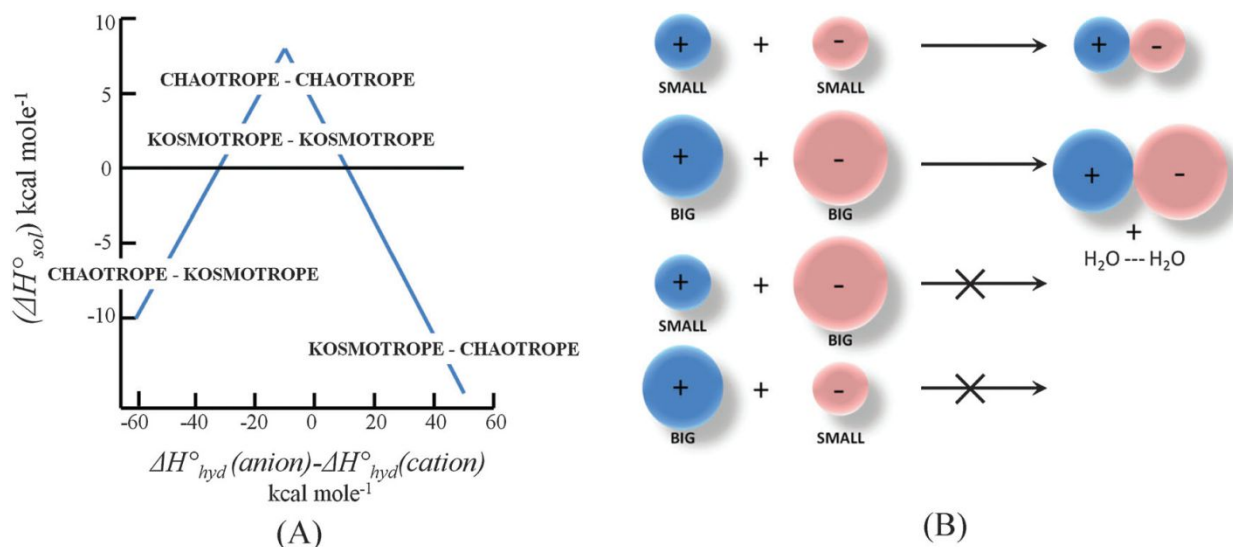 10
5
0
-5
-10
(ΔH°sol) kcal mole-1
CHAOTROPE - CHAOTROPE
KOSMOTROPE - KOSMOTROPE
CHAOTROPE - KOSMOTROPE
KOSMOTROPE - CHAOTROPE
-60 -40 -20 0 20 40 60
ΔH°hyd (anion)-ΔH°hyd(cation)
kcal mole-1
(A)
+ + - + -
SMALL SMALL
+ + - + -
BIG BIG
+
H2O --- H2O
+ + -
SMALL BIG
+ + -
BIG SMALL
(B)